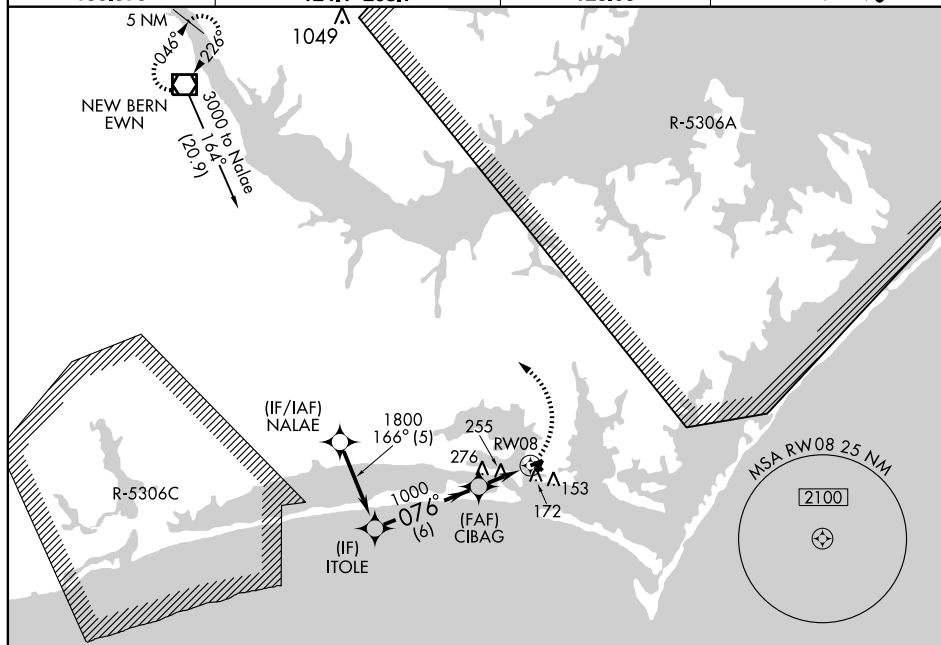 5 NM
046°
226°
1049
NEW BERN
EWN
3000 to Nalae
164°
(20.9)
R-5306A
(IF/IAF)
NALAE
1800
166° (5)
255
RW08
276
153
172
R-5306C
1000
076°
(6)
(FAF)
CIBAG
(IF)
ITOLE
MSA RW08 25 NM
2100